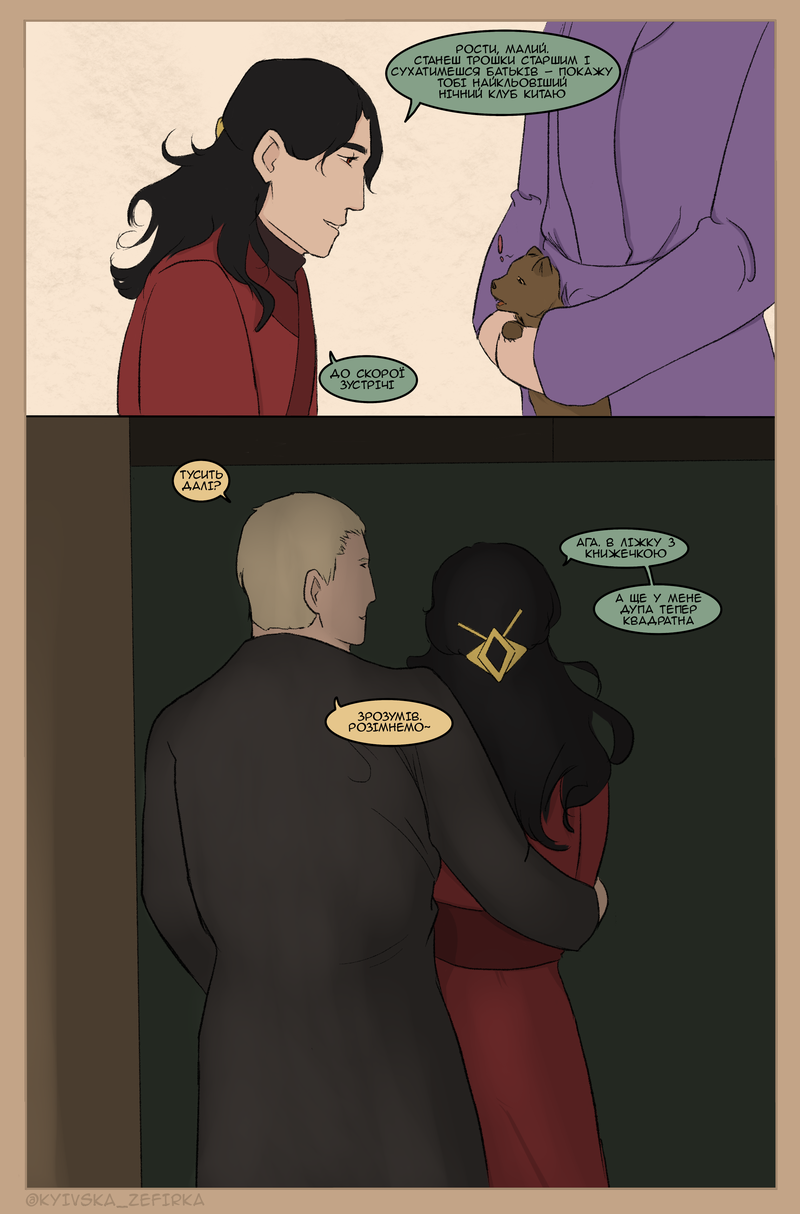 РОСТИ, МАЛИЙ.
СТАНЕШ ТРОШКИ СТАРШИМ І
СУХАТИМЕШСЯ БАТЬКІВ – ПОКАЖУ
ТОБІ НАЙКЛЬОВІШИЙ
НІЧНИЙ КЛУБ КИТАЮ
ДО СКОРОЇ
ЗУСТРІЧІ
ТУСИТЬ
ДАЛІ?
АГА. В ЛІЖКУ З
КНИЖЕЧКОЮ
А ЩЕ У МЕНЕ
ДУПА ТЕПЕР
КВАДРАТНА
ЗРОЗУМІВ.
РОЗІМНЕМО~
@KYIVSKA_ZEFIRKA